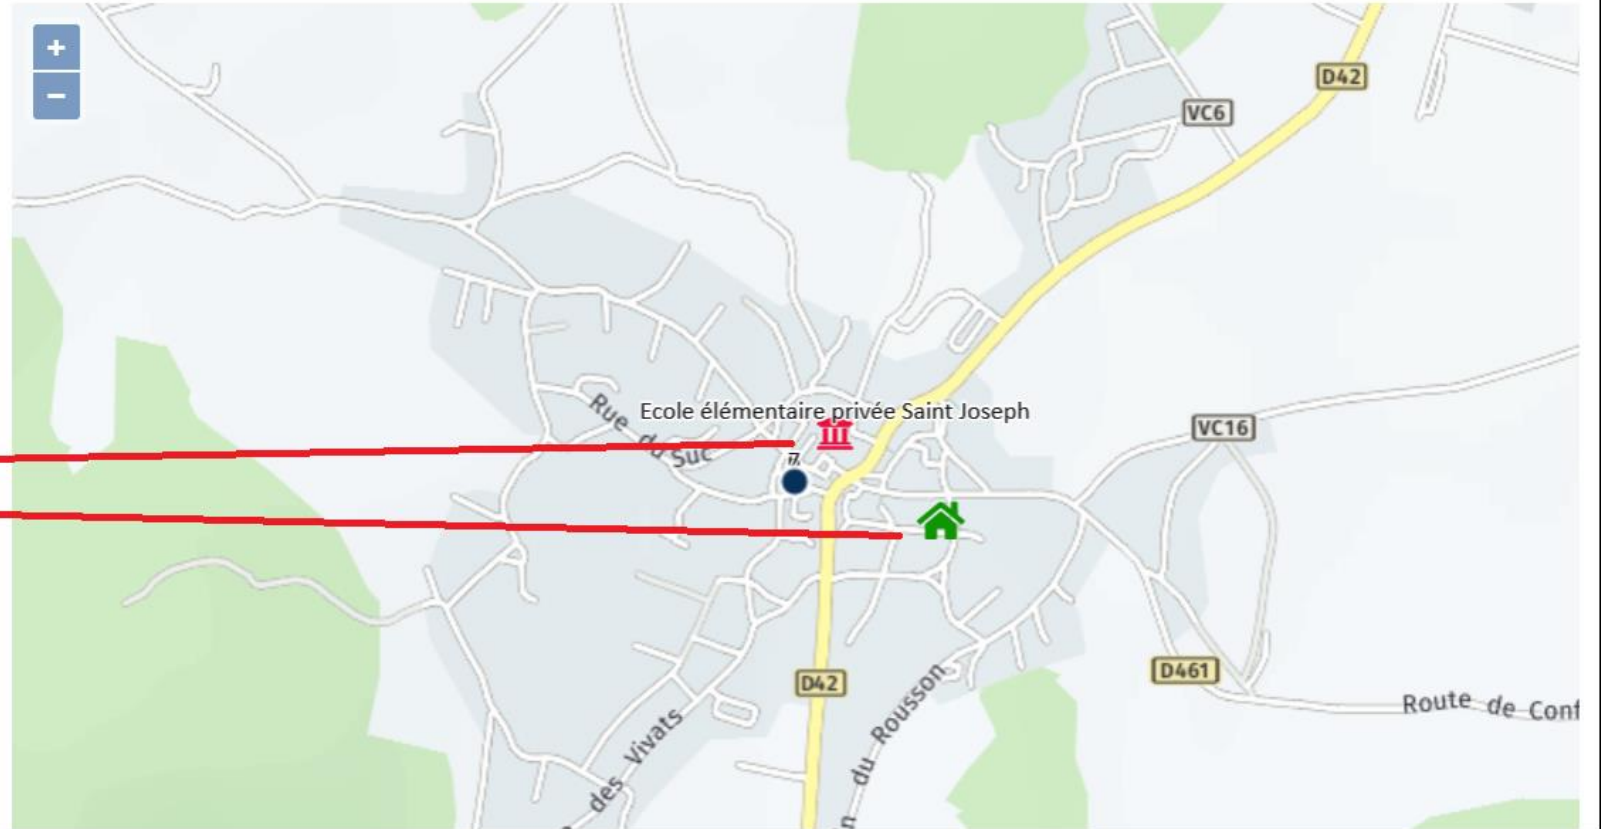 +
−
D42
VC6
Ecole élémentaire privée Saint Joseph
Rue du Suc
VC16
D42
D461
des Vivats
du Rousson
Route de Conf